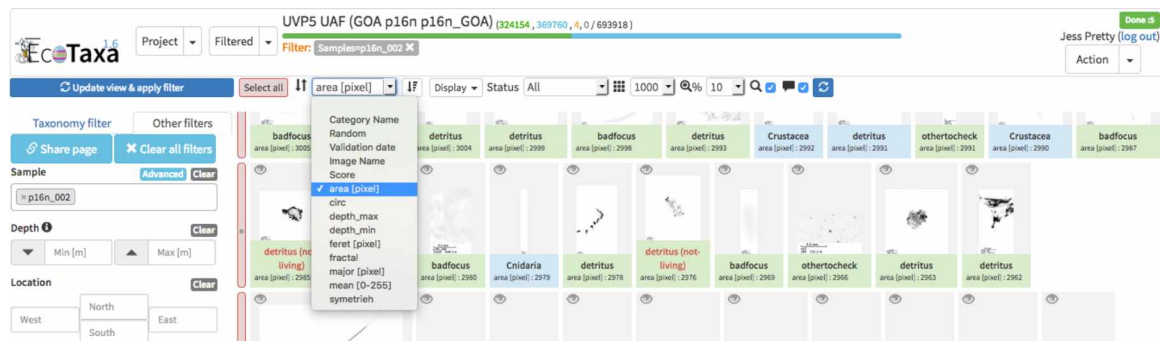 UVP5 UAF (GOA p16n p16n_GOA) (324154 , 369760 , 4, 0 / 693918 )
Done :5
EcoTaxa 1.6
Project
Filtered
Filter: Samples=p16n_002
Jess Pretty (log out)
Action
Update view & apply filter
Select all area [pixel] Display Status All 1000 % 10
Taxonomy filter Other filters
Share page Clear all filters
Sample Advanced Clear
p16n_002
Depth Clear
Min [m] Max [m]
Location Clear
North
West East
South
Category Name
Random
Validation date
Image Name
Score
area [pixel]
circ
depth_max
depth_min
feret [pixel]
fractal
major [pixel]
mean [0-255]
symetrieh
badfocus detritus detritus badfocus detritus Crustacea detritus othertocheck Crustacea badfocus
area [pixel] : 3005 area [pixel] : 3004 area [pixel] : 2999 area [pixel] : 2998 area [pixel] : 2993 area [pixel] : 2992 area [pixel] : 2991 area [pixel] : 2991 area [pixel] : 2990 area [pixel] : 2987
detritus (not-
living)
badfocus Cnidaria detritus badfocus othertocheck detritus detritus
area [pixel] : 2985 area [pixel] : 2980 area [pixel] : 2979 area [pixel] : 2978 area [pixel] : 2976 area [pixel] : 2969 area [pixel] : 2966 area [pixel] : 2963 area [pixel] : 2962